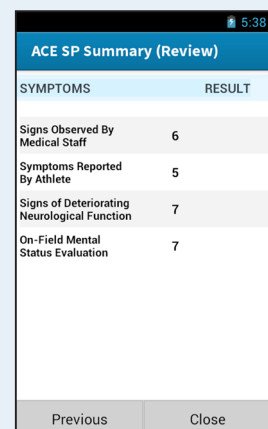 5:38
ACE SP Summary (Review)
SYMPTOMS RESULT
Signs Observed By
Medical Staff 6
Symptoms Reported
By Athlete 5
Signs of Deteriorating
Neurological Function 7
On-Field Mental
Status Evaluation 7
Previous Close